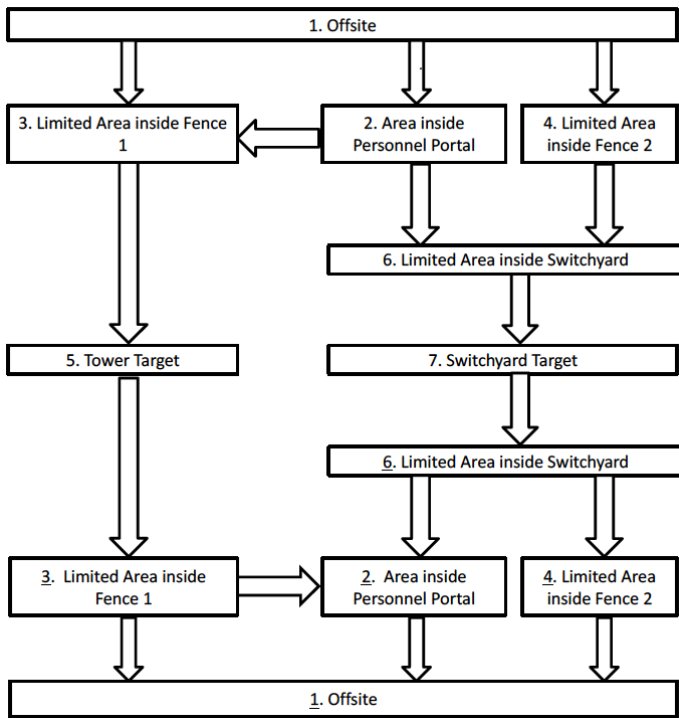 1. Offsite
3. Limited Area inside Fence
1
2. Area inside
Personnel Portal
4. Limited Area
inside Fence 2
6. Limited Area inside Switchyard
5. Tower Target
7. Switchyard Target
6. Limited Area inside Switchyard
3. Limited Area inside
Fence 1
2. Area inside
Personnel Portal
4. Limited Area
inside Fence 2
1. Offsite